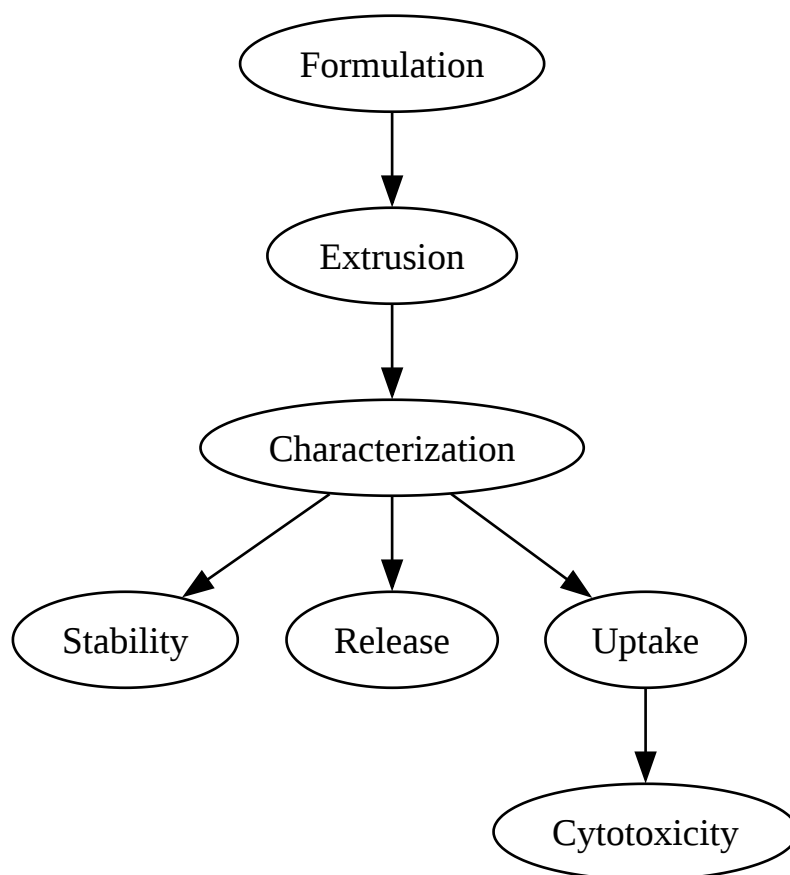 Formulation
Extrusion
Characterization
Stability
Release
Uptake
Cytotoxicity